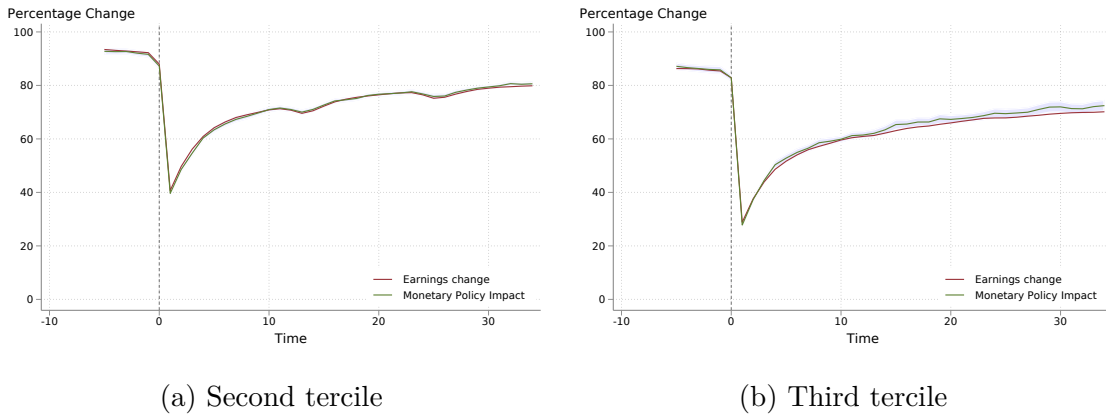 Percentage Change
100
80
60
40
20
0
Earnings change
Monetary Policy Impact
-10
0
10
20
30
Time
(a) Second tercile
Percentage Change
100
80
60
40
20
0
Earnings change
Monetary Policy Impact
-10
0
10
20
30
Time
(b) Third tercile